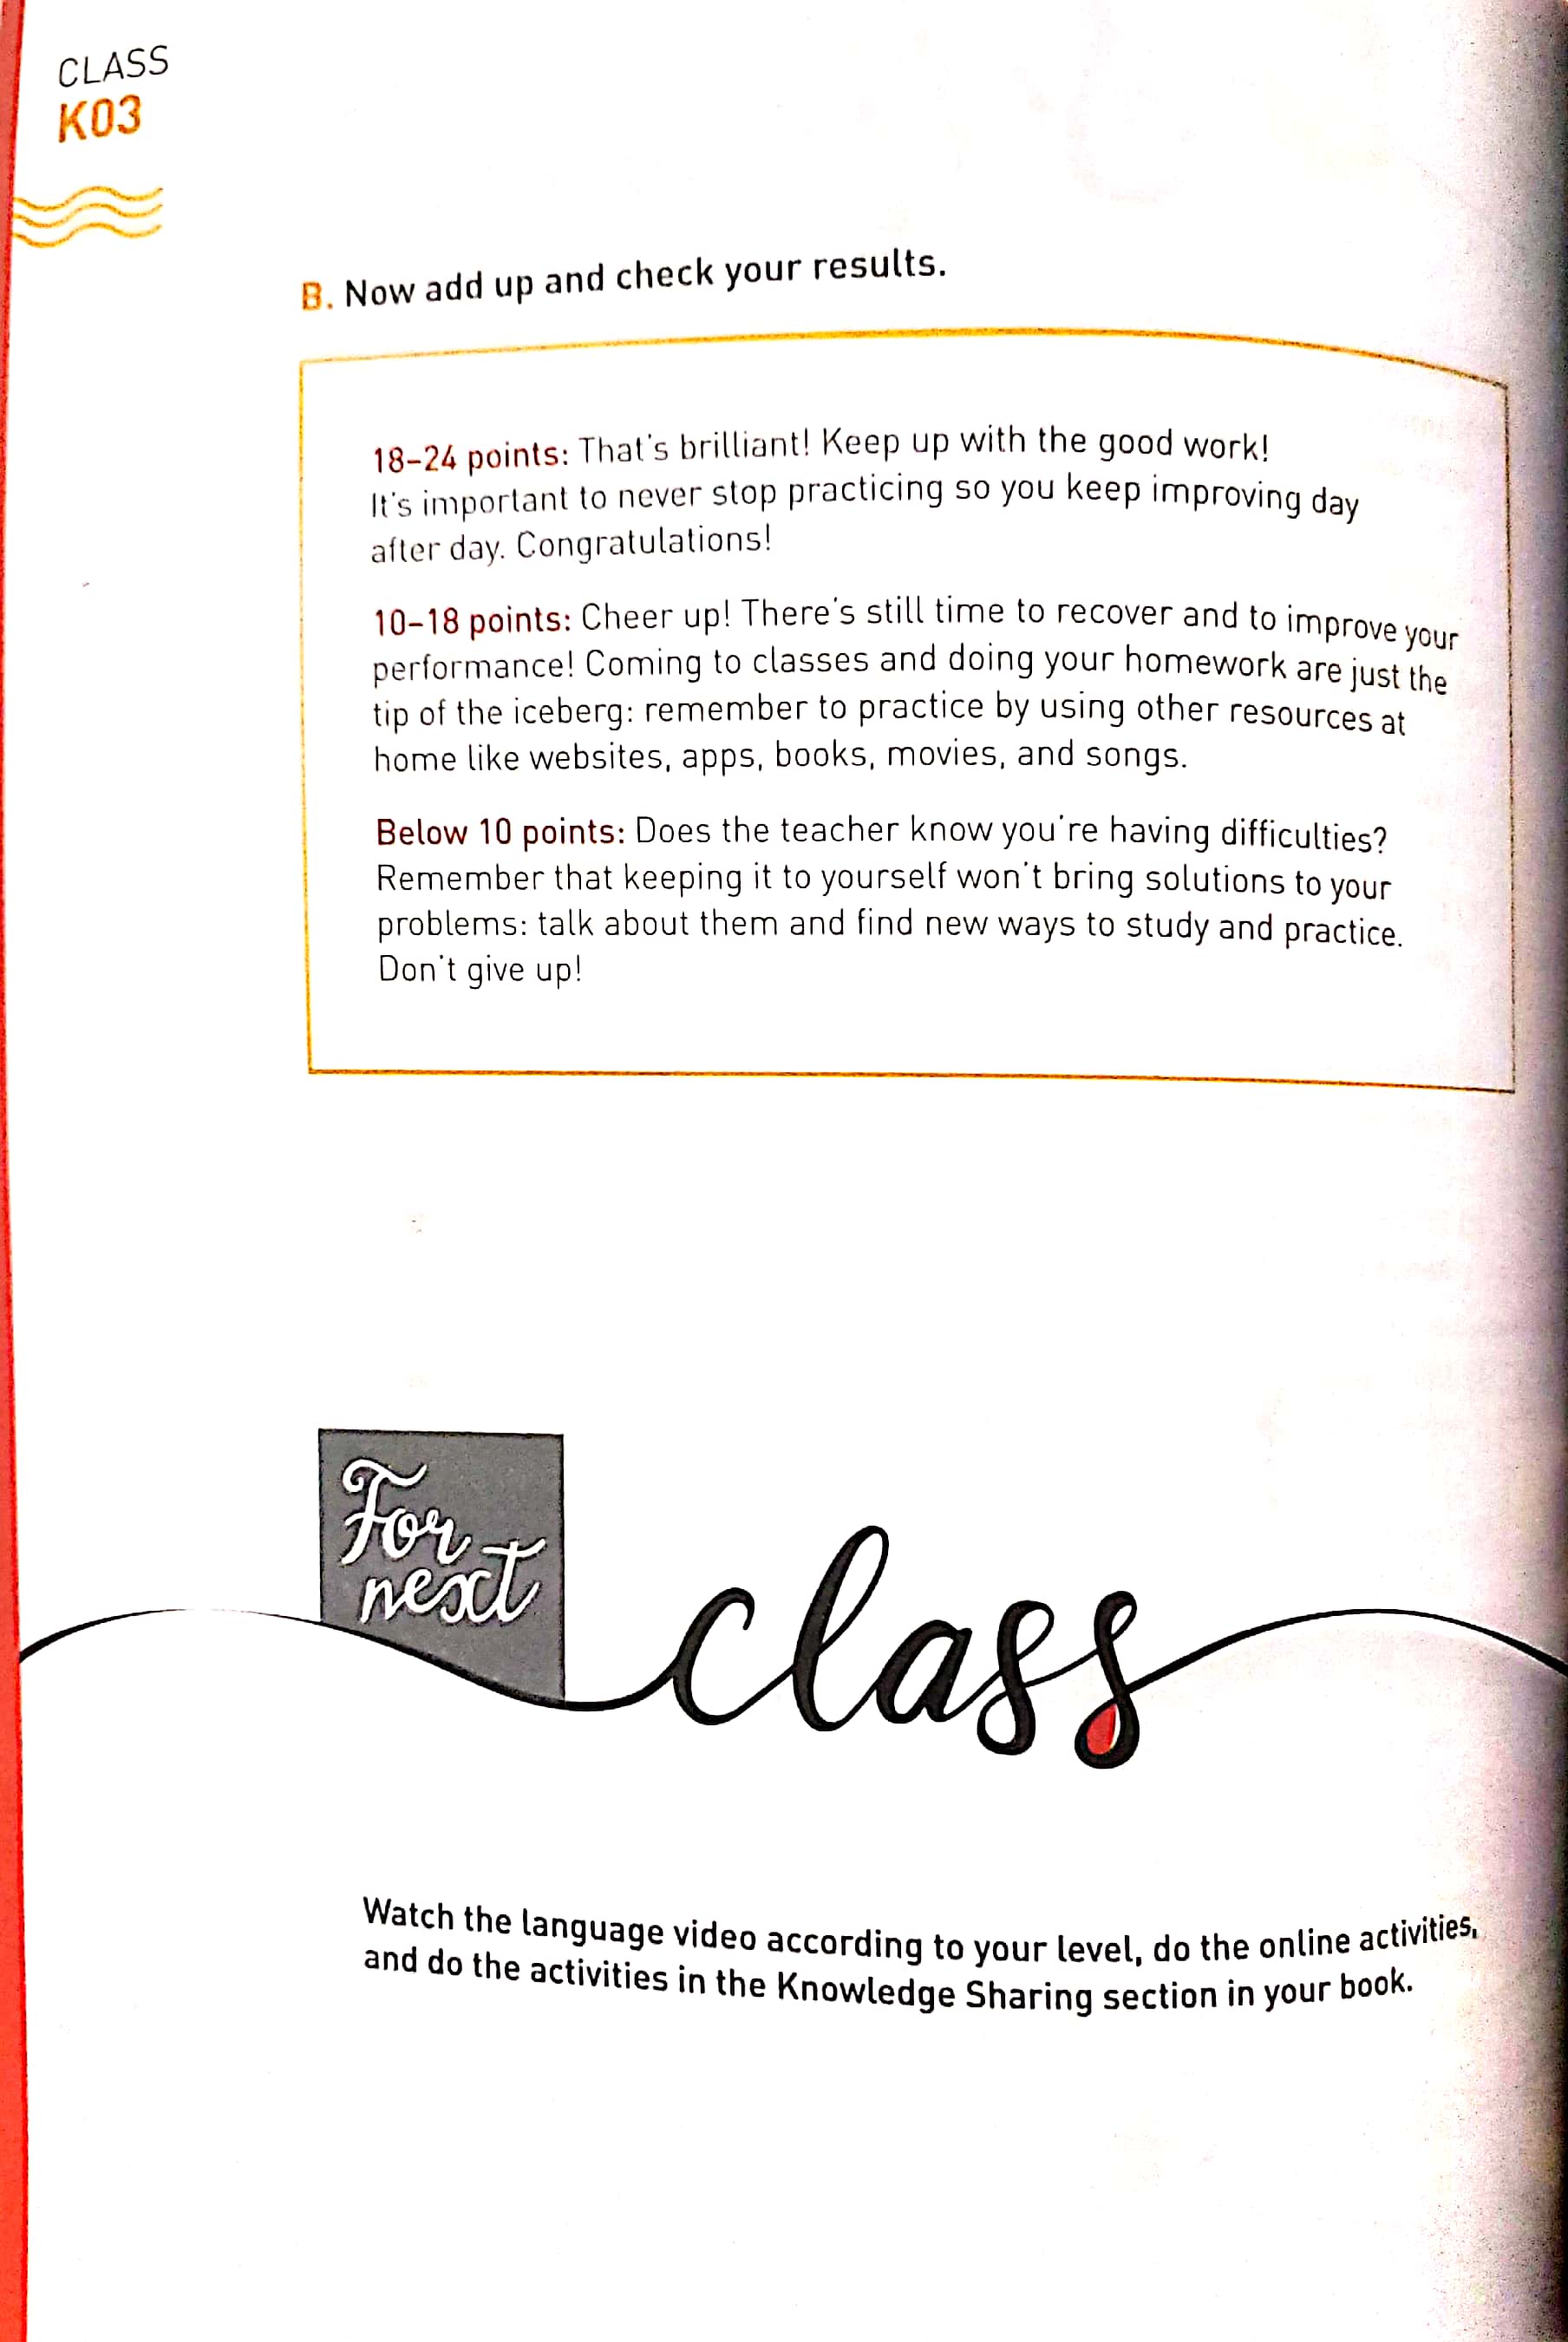 CLASS
K03
B. Now add up and check your results.
18-24 points: That's brilliant! Keep up with the good work!
It's important to never stop practicing so you keep improving day
after day. Congratulations!
10-18 points: Cheer up! There's still time to recover and to improve your
performance! Coming to classes and doing your homework are just the
tip of the iceberg: remember to practice by using other resources at
home like websites, apps, books, movies, and songs.
Below 10 points: Does the teacher know you're having difficulties?
Remember that keeping it to yourself won't bring solutions to your
problems: talk about them and find new ways to study and practice.
Don't give up!
For
next
class
Watch the language video according to your level, do the online activities,
and do the activities in the Knowledge Sharing section in your book.